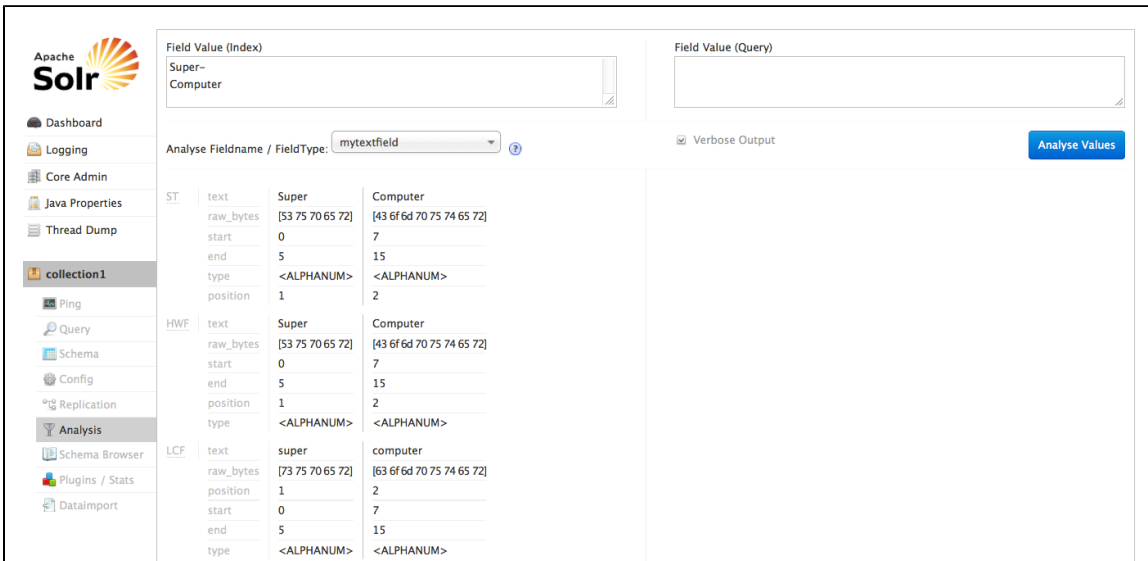 Apache
Solr
Dashboard
Logging
Core Admin
Java Properties
Thread Dump
collection1
Ping
Query
Schema
Config
Replication
Analysis
Schema Browser
Plugins / Stats
Dataimport
Field Value (Index)
Super-
Computer
Field Value (Query)
Analyse Fieldname / FieldType: mytextfield ?
Verbose Output
Analyse Values
ST text Super Computer
raw_bytes [53 75 70 65 72] [43 6f 6d 70 75 74 65 72]
start 0 7
end 5 15
type <ALPHANUM> <ALPHANUM>
position 1 2
HWF text Super Computer
raw_bytes [53 75 70 65 72] [43 6f 6d 70 75 74 65 72]
start 0 7
end 5 15
position 1 2
type <ALPHANUM> <ALPHANUM>
LCF text super computer
raw_bytes [73 75 70 65 72] [63 6f 6d 70 75 74 65 72]
position 1 2
start 0 7
end 5 15
type <ALPHANUM> <ALPHANUM>